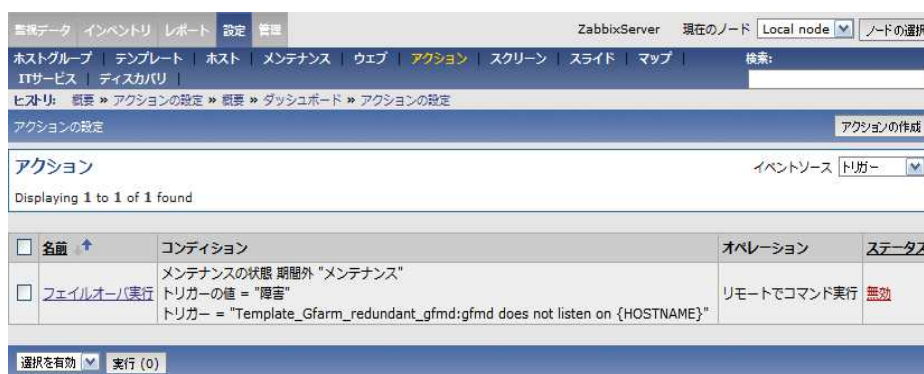 監視データ インベントリ レポート 設定 管理 ZabbixServer 現在のノード Local node ノードの選択
ホストグループ | テンプレート | ホスト | メンテナンス | ウェブ | アクション | スクリーン | スライド | マップ | 検索:
ITサービス | ディスカバリ |
ヒストリ: 概要 » アクションの設定 » 概要 » ダッシュボード » アクションの設定
アクションの設定 アクションの作成
アクション イベントソース トリガー
Displaying 1 to 1 of 1 found
名前 コンディション オペレーション ステータス
メンテナンスの状態 期間外 "メンテナンス"
フェイルオーバ実行 トリガーの値 = "障害" リモートでコマンド実行 無効
トリガー = "Template_Gfarm_redundant_gfmd:gfmd does not listen on {HOSTNAME}"
選択を有効 実行 (0)